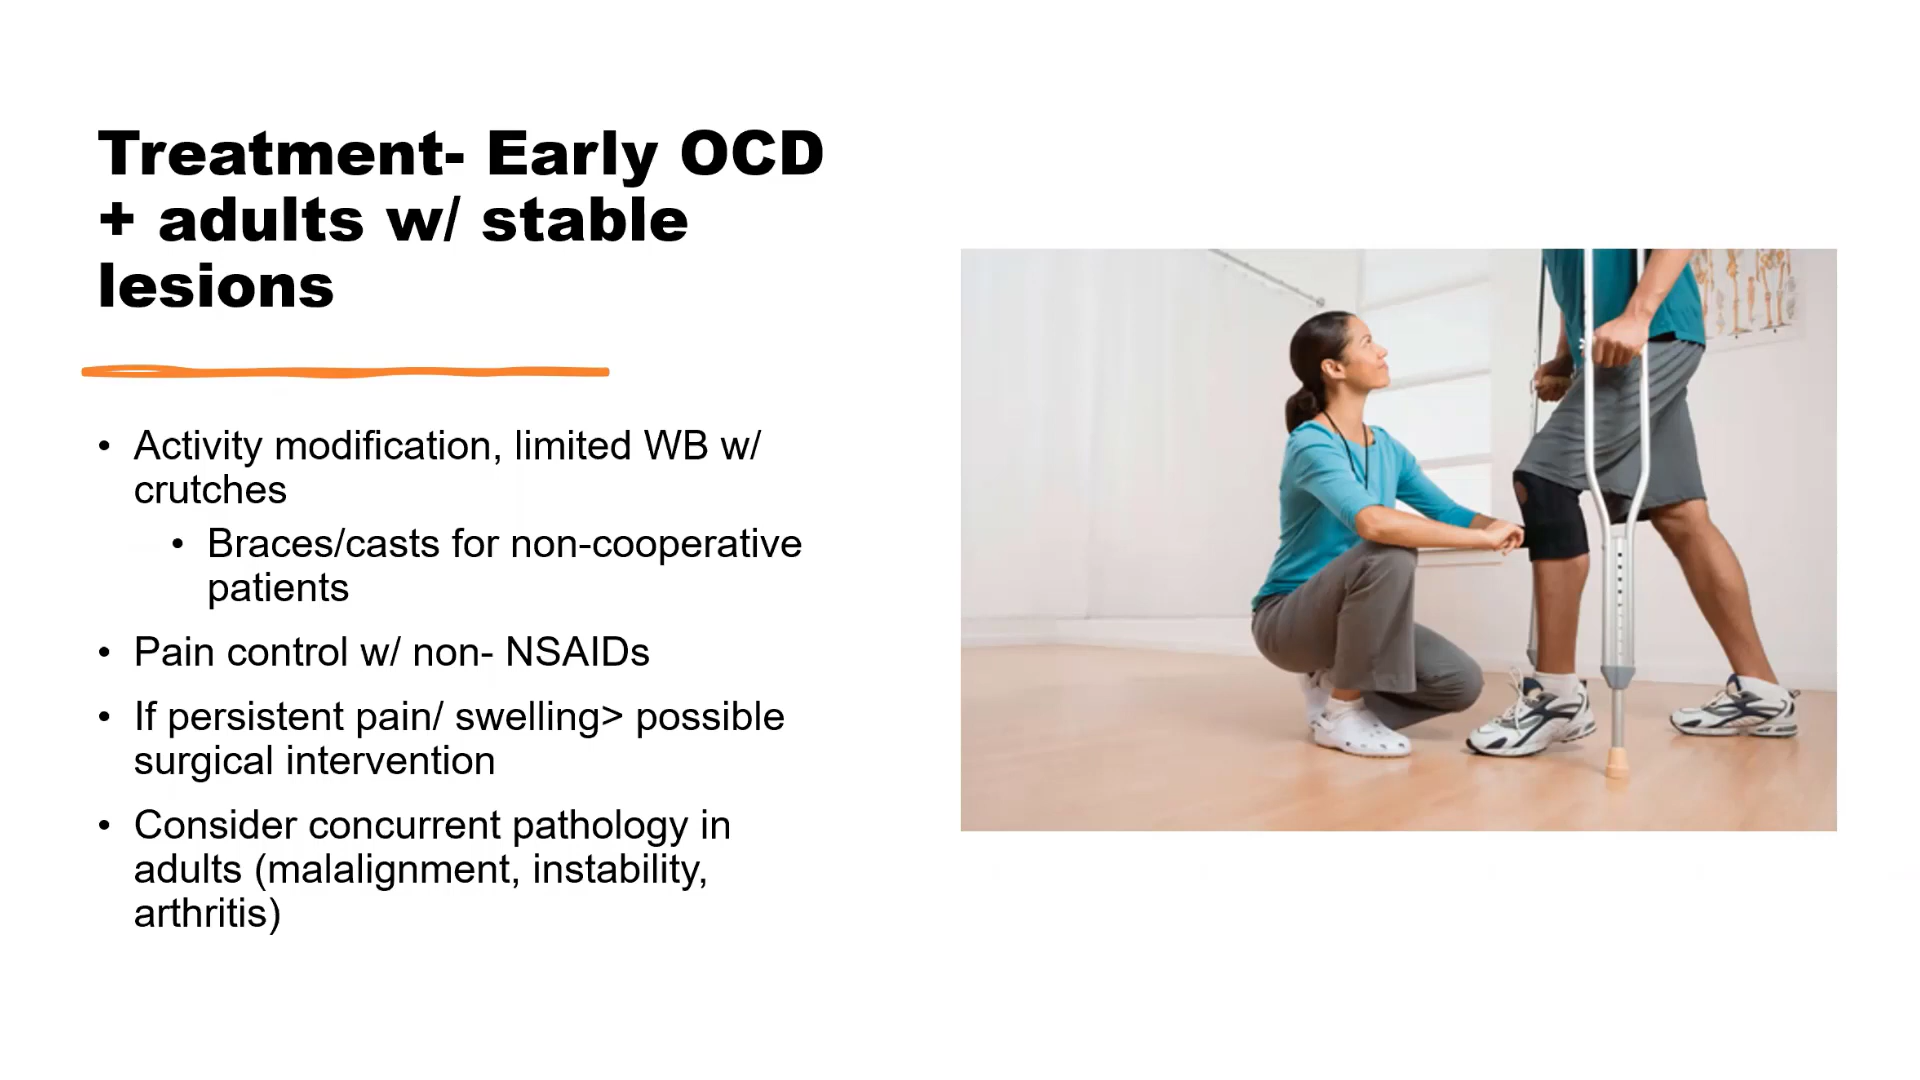 Treatment- Early OCD
+ adults w/ stable
lesions
• Activity modification, limited WB w/
crutches
• Braces/casts for non-cooperative
patients
• Pain control w/ non- NSAIDs
• If persistent pain/ swelling> possible
surgical intervention
• Consider concurrent pathology in
adults (malalignment, instability,
arthritis)